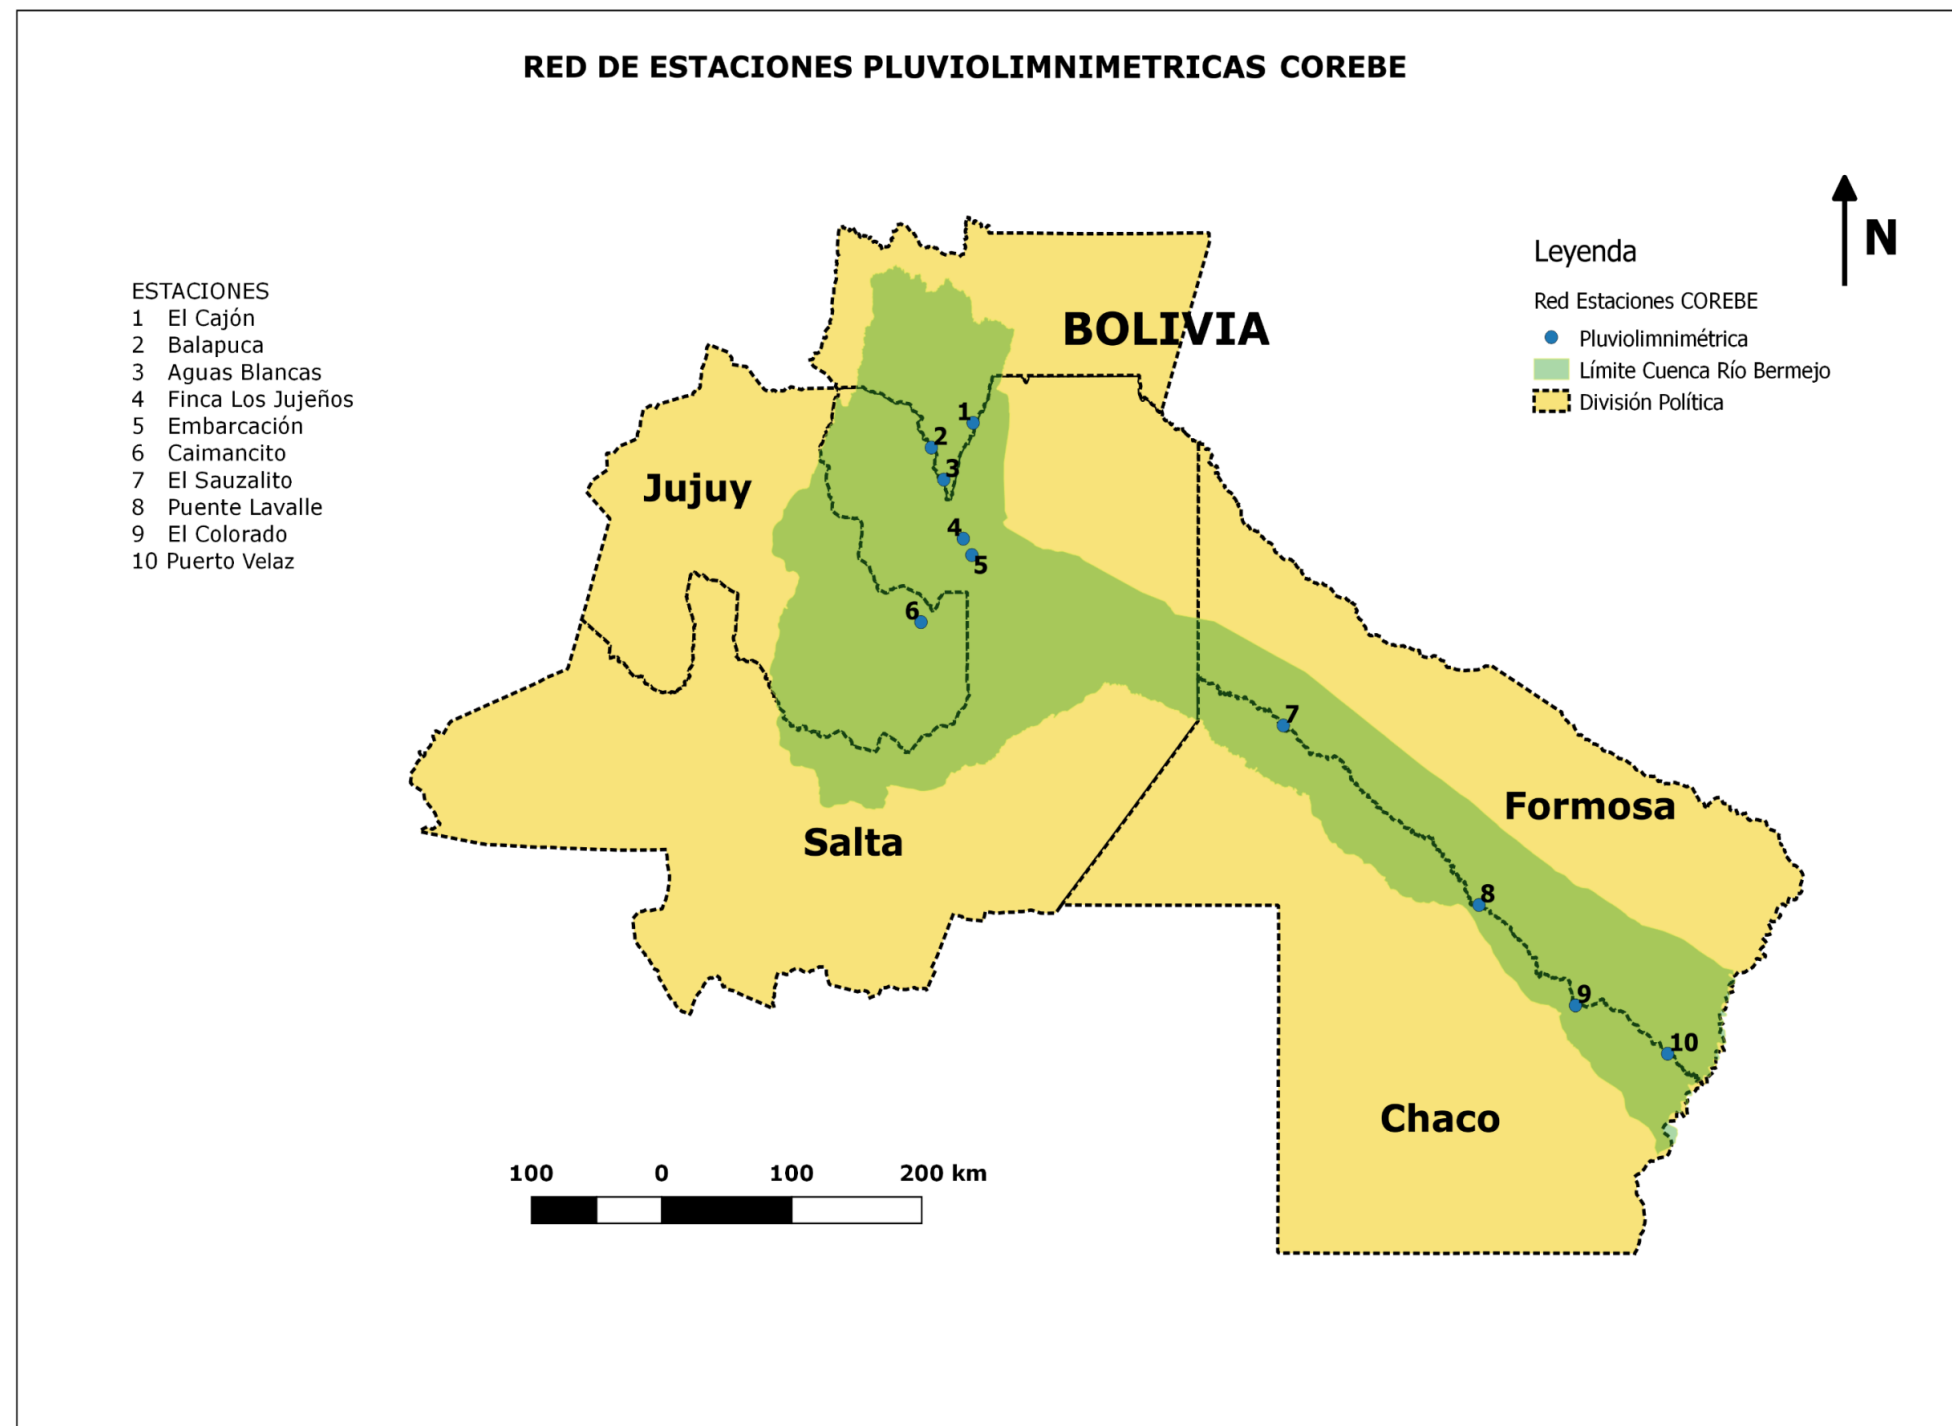 RED DE ESTACIONES PLUVIOLIMNIMETRICAS COREBE
N
Leyenda
Red Estaciones COREBE
Pluviolimnimétrica
Límite Cuenca Río Bermejo
División Política
ESTACIONES
1 El Cajón
2 Balapuca
3 Aguas Blancas
4 Finca Los Jujeños
5 Embarcación
6 Caimancito
7 El Sauzalito
8 Puente Lavalle
9 El Colorado
10 Puerto Velaz
BOLIVIA
1
2
3
Jujuy
4
5
6
7
Formosa
Salta
8
9
10
Chaco
100 0 100 200 km